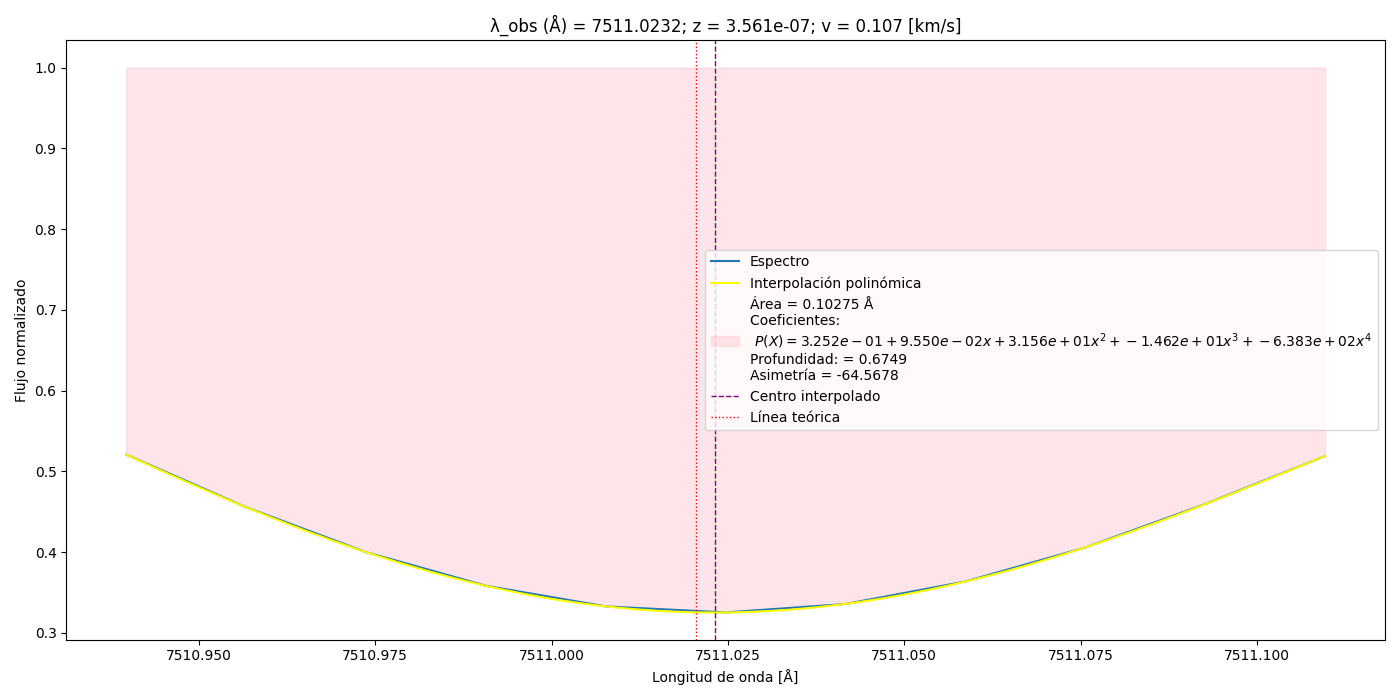 λ_obs (Å) = 7511.0232; z = 3.561e-07; v = 0.107 [km/s]
Flujo normalizado
1.0
0.9
0.8
0.7
0.6
0.5
0.4
0.3
Espectro
Interpolación polinómica
Área = 0.10275 Å
Coeficientes:
P(X) = 3.252e − 01 + 9.550e − 02x + 3.156e + 01x² + − 1.462e + 01x³ + − 6.383e + 02x⁴
Profundidad: = 0.6749
Asimetría = -64.5678
Centro interpolado
Línea teórica
7510.950 7510.975 7511.000 7511.025 7511.050 7511.075 7511.100
Longitud de onda [Å]